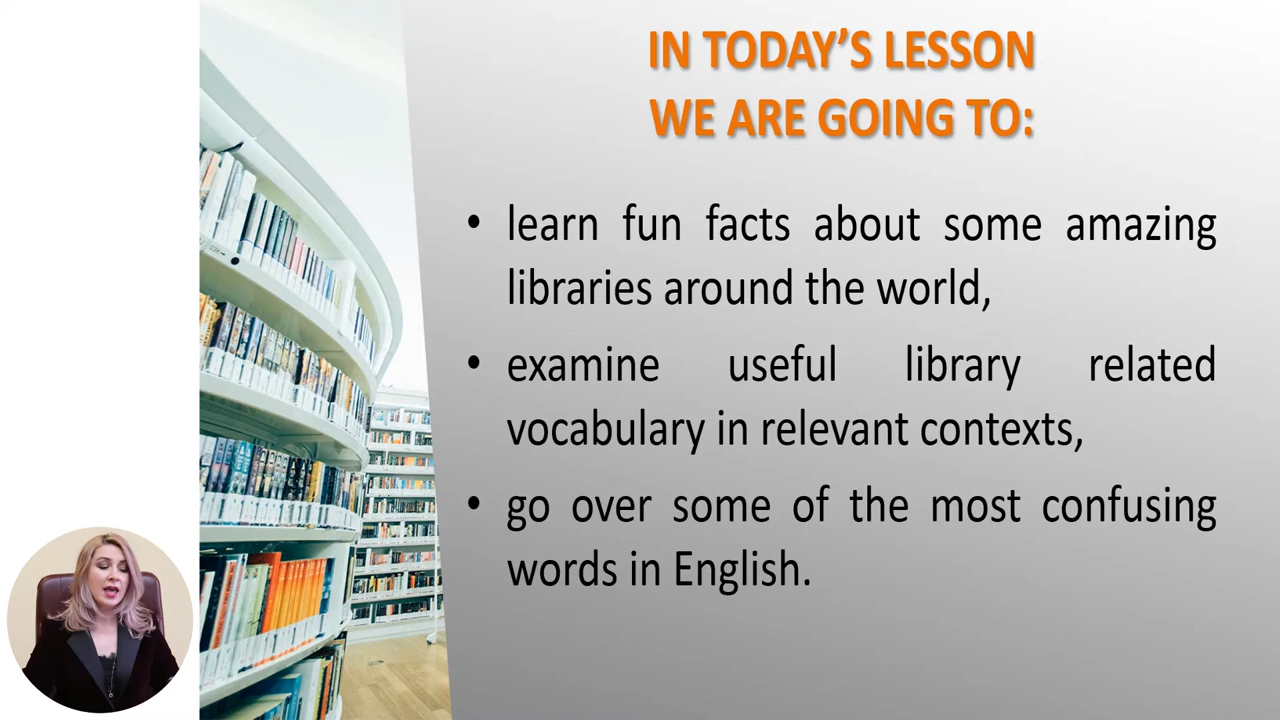 IN TODAY'S LESSON
WE ARE GOING TO:
• learn fun facts about some amazing
libraries around the world,
• examine useful library related
vocabulary in relevant contexts,
• go over some of the most confusing
words in English.